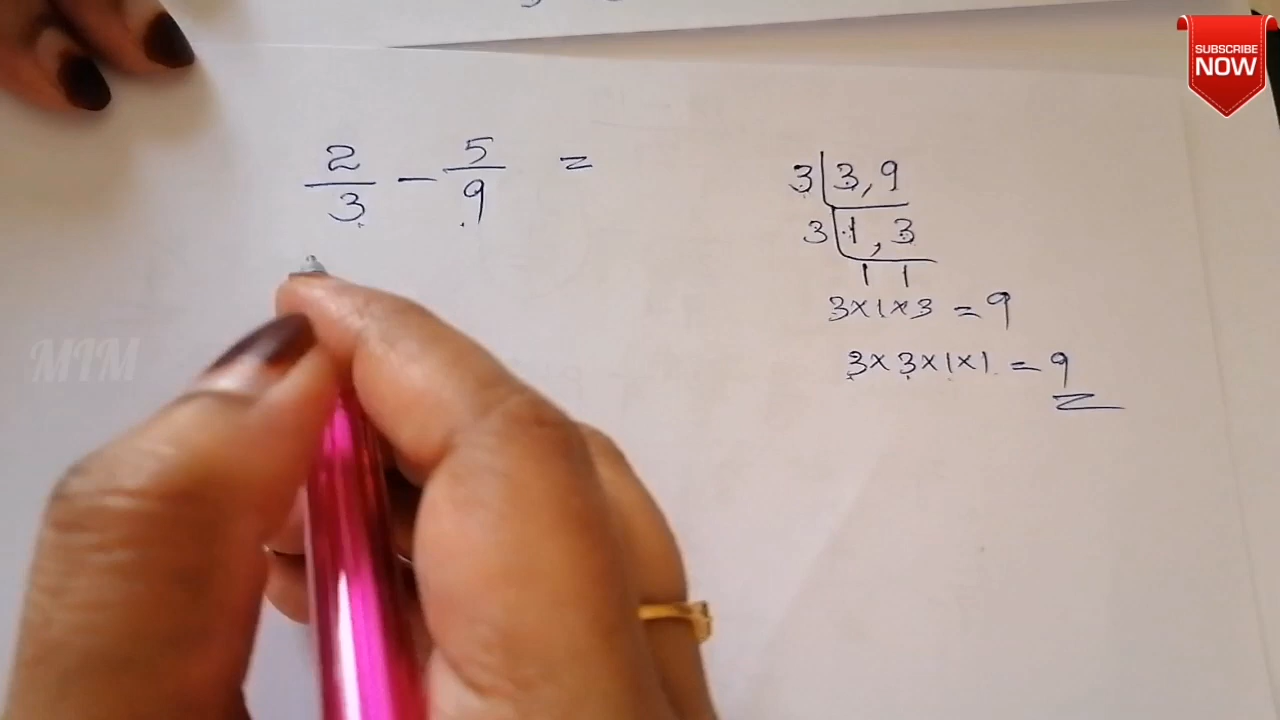 SUBSCRIBE
NOW
2/3 - 5/9 =
3 | 3, 9
3 | 1, 3
1 1
3×1×3 = 9
3×3×1×1 = 9
MIM